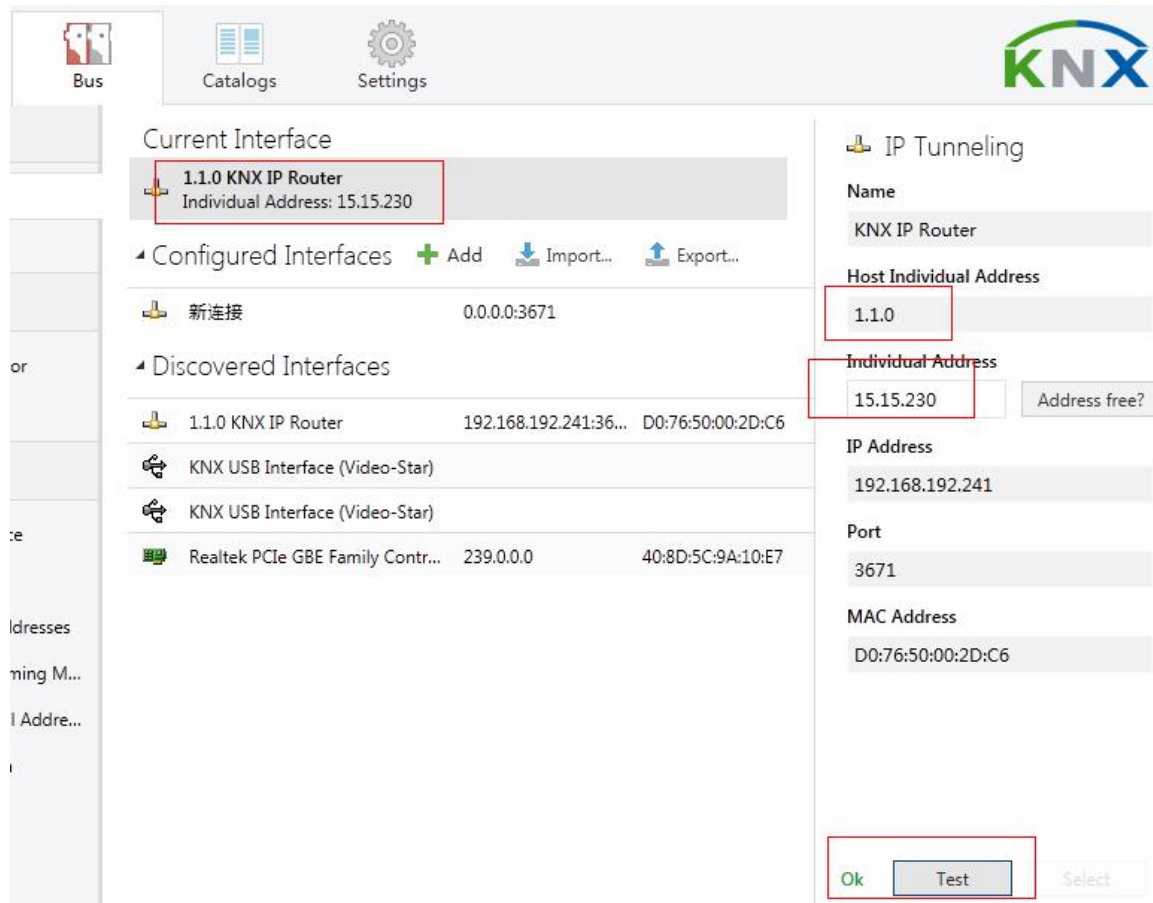 Bus
Catalogs
Settings
KNX
Current Interface
1.1.0 KNX IP Router
Individual Address: 15.15.230
Configured Interfaces Add Import... Export...
新连接 0.0.0.0:3671
Discovered Interfaces
1.1.0 KNX IP Router 192.168.192.241:36... D0:76:50:00:2D:C6
KNX USB Interface (Video-Star)
KNX USB Interface (Video-Star)
Realtek PCIe GBE Family Contr... 239.0.0.0 40:8D:5C:9A:10:E7
or
ce
ldresses
ming M...
l Addre...
IP Tunneling
Name
KNX IP Router
Host Individual Address
1.1.0
Individual Address
15.15.230 Address free?
IP Address
192.168.192.241
Port
3671
MAC Address
D0:76:50:00:2D:C6
Ok Test Select